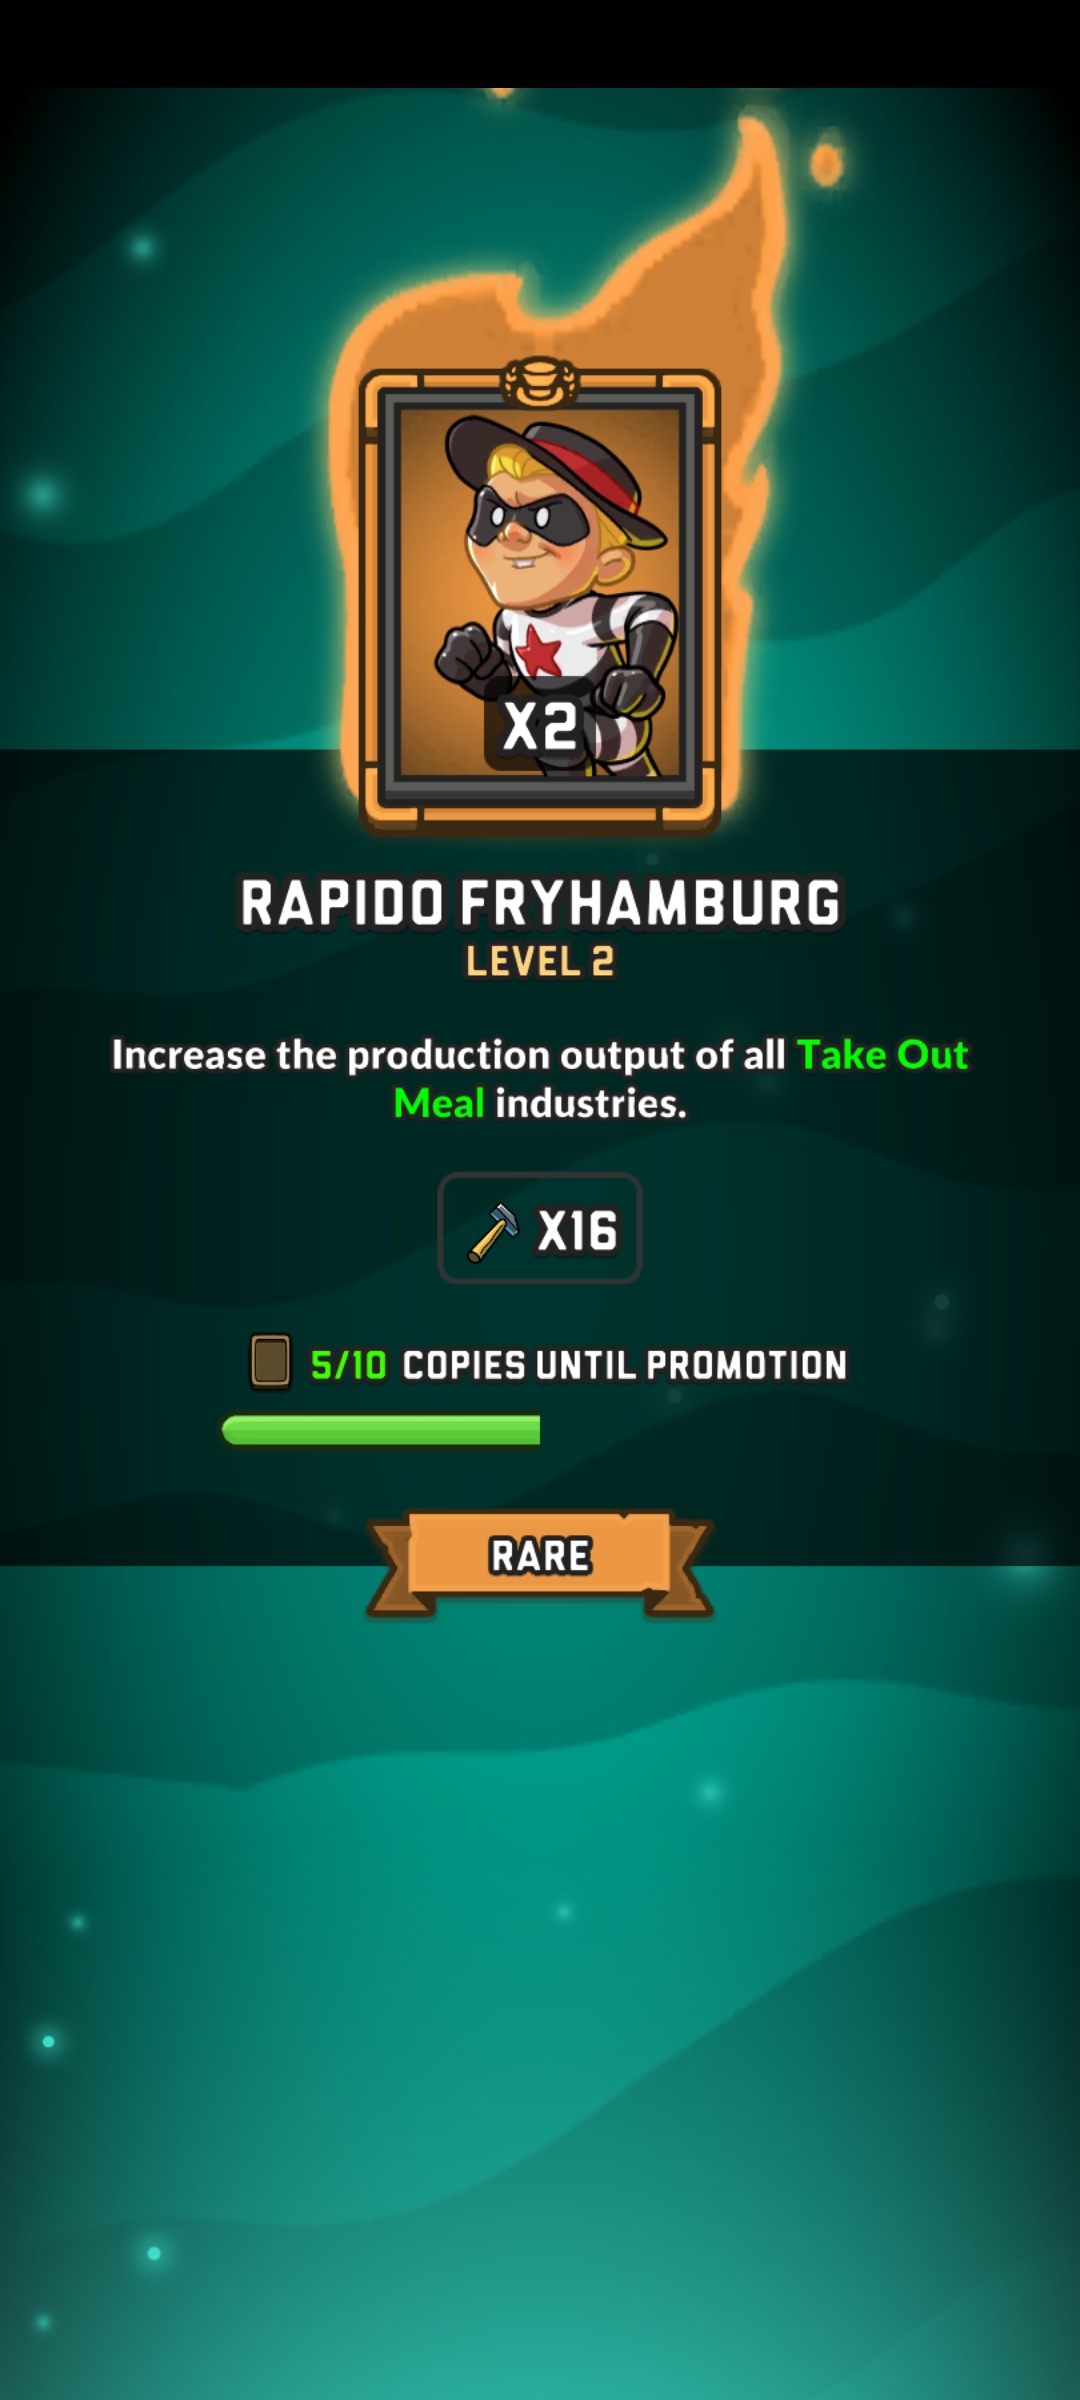 X2
RAPIDO FRYHAMBURG
LEVEL 2
Increase the production output of all Take Out
Meal industries.
X16
5/10 COPIES UNTIL PROMOTION
RARE